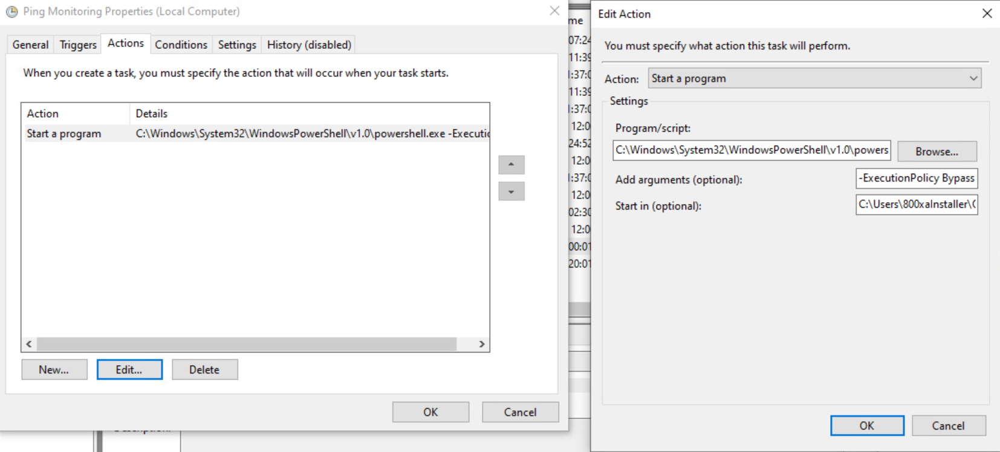 Ping Monitoring Properties (Local Computer)
General
Triggers
Actions
Conditions
Settings
History (disabled)
When you create a task, you must specify the action that will occur when your task starts.
Action
Details
Start a program
C:\Windows\System32\WindowsPowerShell\v1.0\powershell.exe -Executio
New...
Edit...
Delete
OK
Cancel
me
07:24
11:39
:37:0
11:39
:37:0
12:00
24:52
12:00
:37:0
12:00
02:30
12:00
00:01
20:01
Edit Action
You must specify what action this task will perform.
Action:
Start a program
Settings
Program/script:
C:\Windows\System32\WindowsPowerShell\v1.0\powers
Browse...
Add arguments (optional):
-ExecutionPolicy Bypass
Start in (optional):
C:\Users\800xaInstaller\
OK
Cancel